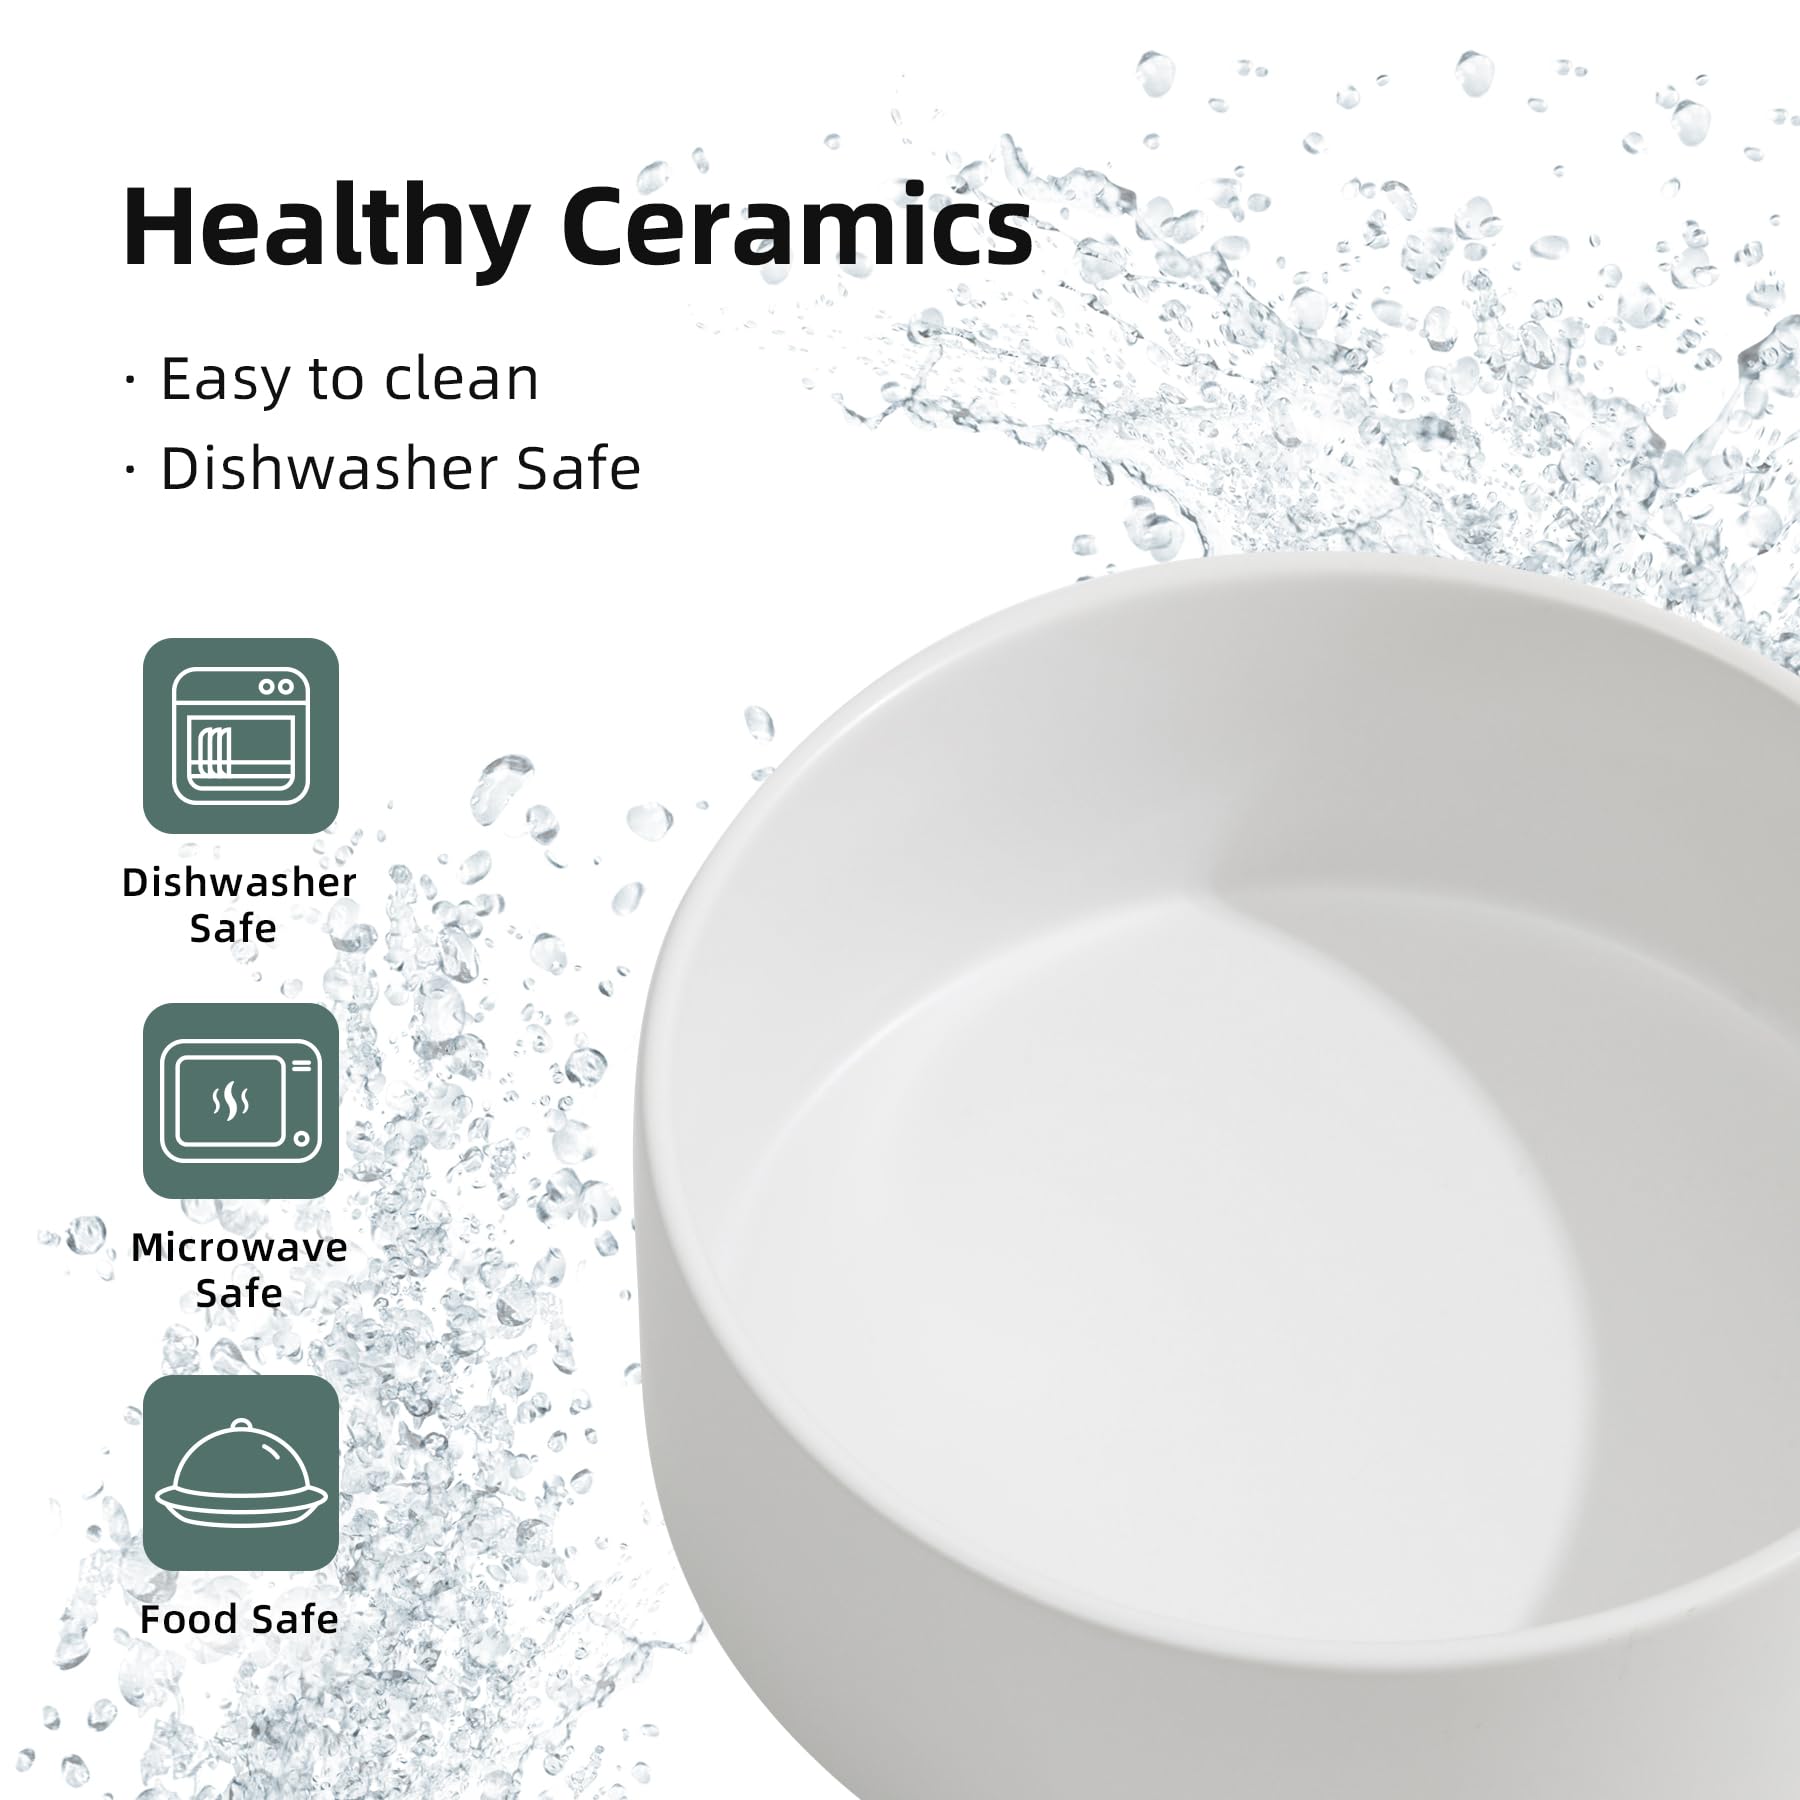 Healthy Ceramics
· Easy to clean
· Dishwasher Safe
Dishwasher
Safe
Microwave
Safe
Food Safe